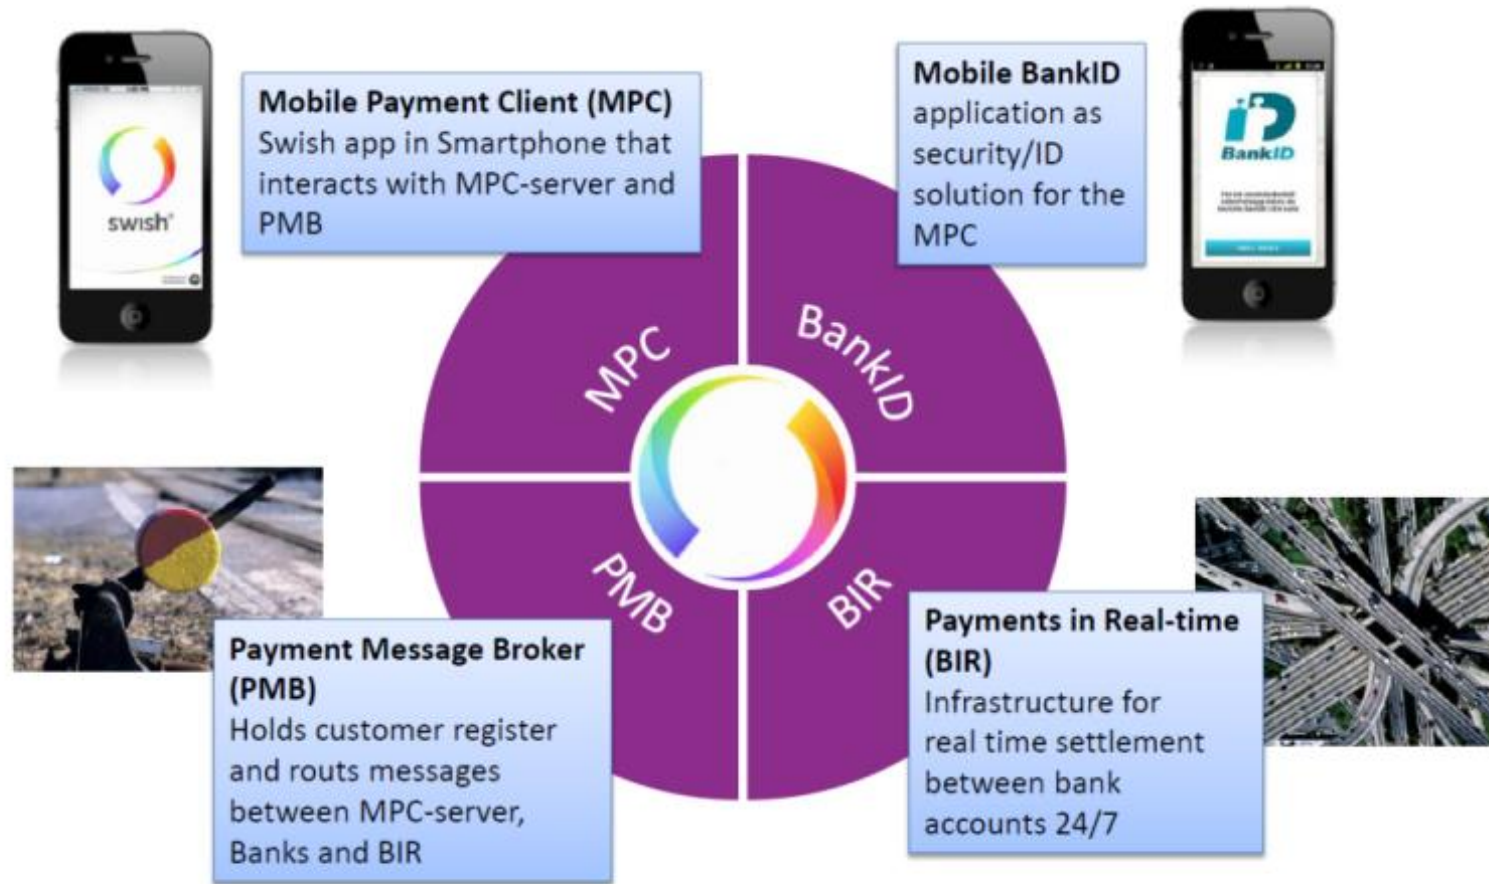 Mobile Payment Client (MPC)
Swish app in Smartphone that
interacts with MPC-server and
PMB
Mobile BankID
application as
security/ID
solution for the
MPC
swish®
BankID
MPC
BankID
PMB
BIR
Payment Message Broker
(PMB)
Holds customer register
and routs messages
between MPC-server,
Banks and BIR
Payments in Real-time
(BIR)
Infrastructure for
real time settlement
between bank
accounts 24/7